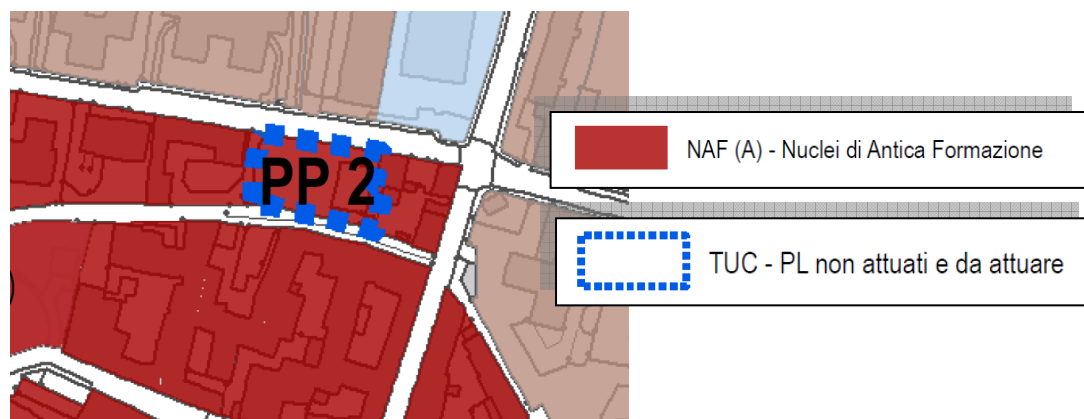 PP 2
NAF (A) - Nuclei di Antica Formazione
TUC - PL non attuati e da attuare
)